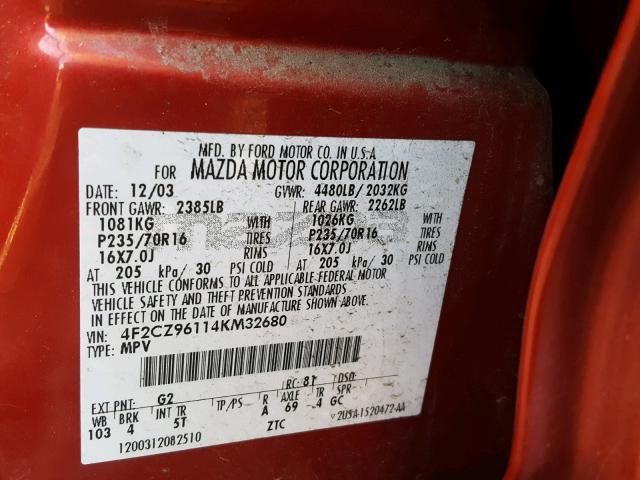 MFD. BY FORD MOTOR CO. IN U.S.A
FOR MAZDA MOTOR CORPORATION
DATE: 12/03 GVWR: 4480LB/ 2032KG
FRONT GAWR: 2385LB REAR GAWR: 2262LB
1081KG WITH 1026KG WITH
P235/70R16 TIRES P235/70R16 TIRES
16X7.0J RIMS 16X7.0J RIMS
AT 205 kPa/ 30 PSI COLD AT 205 kPa/ 30 PSI COLD
THIS VEHICLE CONFORMS TO ALL APPLICABLE FEDERAL MOTOR
VEHICLE SAFETY AND THEFT PREVENTION STANDARDS
IN EFFECT ON THE DATE OF MANUFACTURE SHOWN ABOVE.
VIN: 4F2CZ96114KM32680
TYPE: MPV
RC: 81 DSO:
EXT PNT: G2
WB BRK INT TR TP/PS R AXLE TR SPR
103 4 5T A 69 4 GC
1200312082510 ZTC